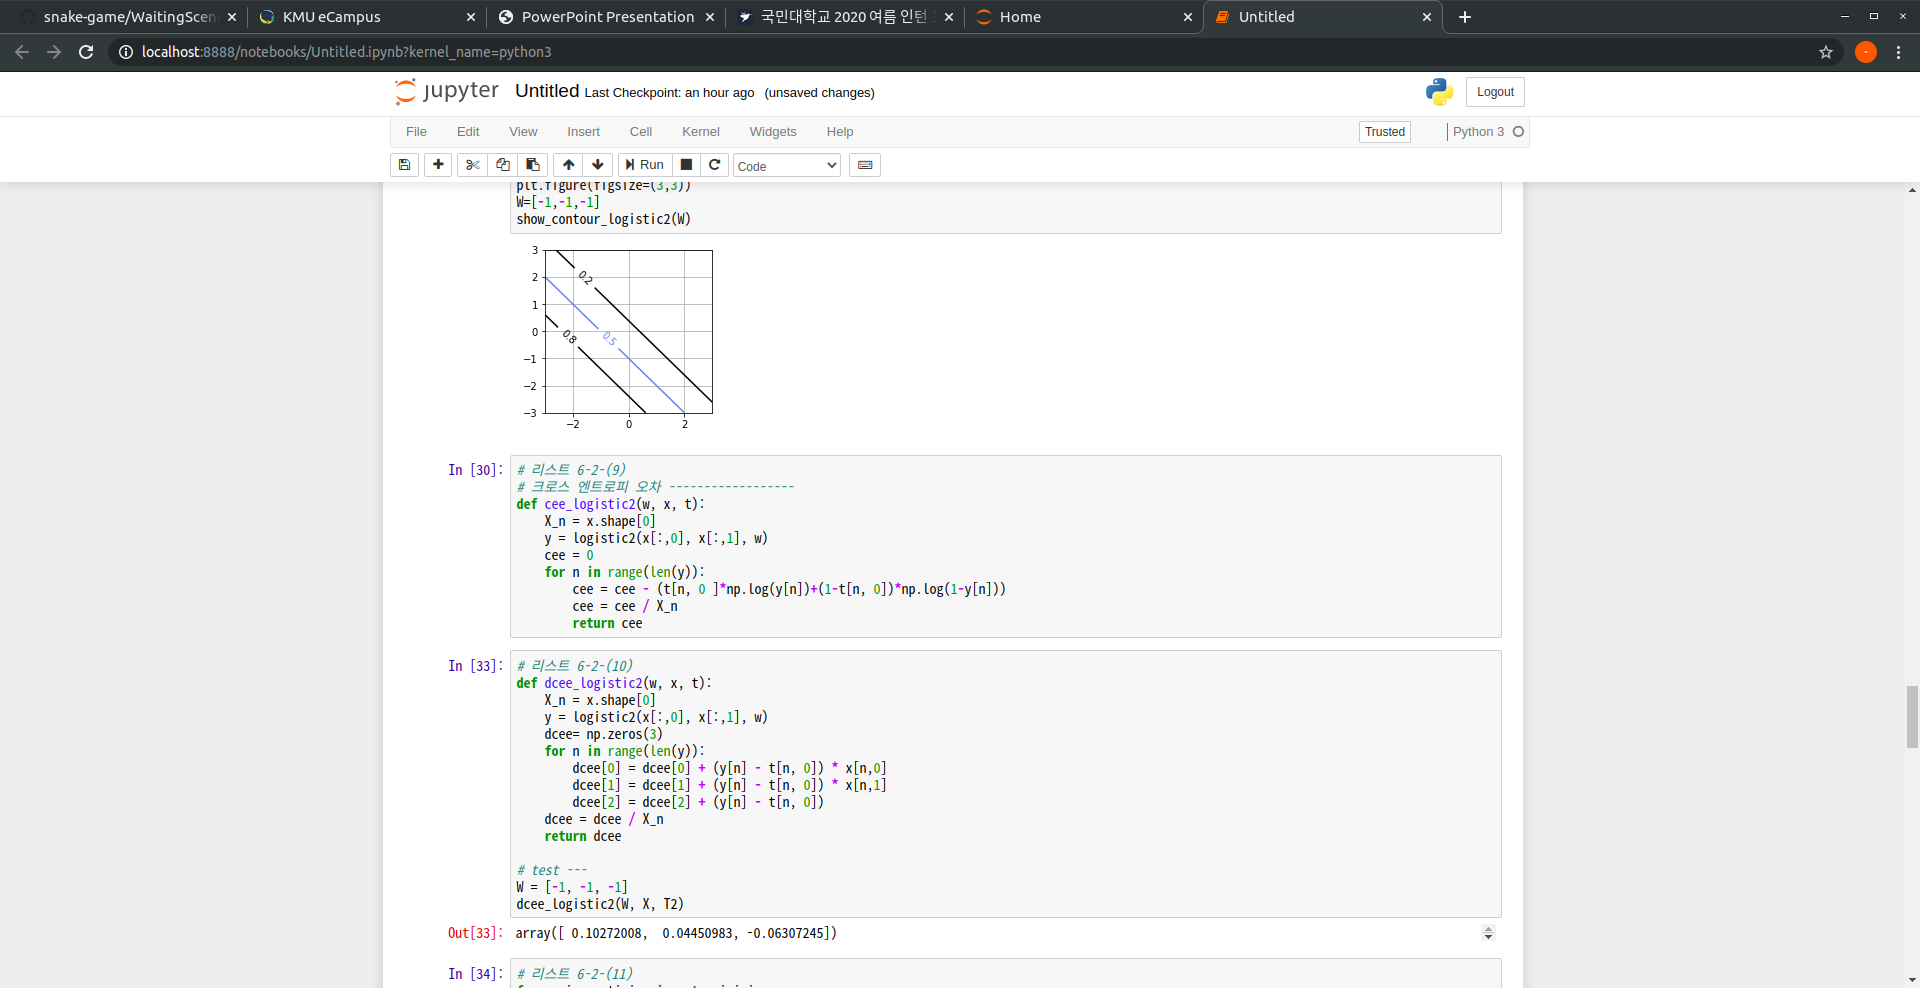 snake-game/WaitingScen
KMU eCampus
PowerPoint Presentation
국민대학교 2020 여름 인턴
Home
Untitled
localhost:8888/notebooks/Untitled.ipynb?kernel_name=python3
jupyter Untitled Last Checkpoint: an hour ago (unsaved changes)
Logout
File Edit View Insert Cell Kernel Widgets Help
Trusted
Python 3
Run
Code
plt.figure(figsize=(3,3))
W=[-1,-1,-1]
show_contour_logistic2(W)
3
2
1
0
−1
−2
−3
−2 0 2
0.2
0.5
0.8
In [30]:
# 리스트 6-2-(9)
# 크로스 엔트로피 오차 ------------------
def cee_logistic2(w, x, t):
    X_n = x.shape[0]
    y = logistic2(x[:,0], x[:,1], w)
    cee = 0
    for n in range(len(y)):
        cee = cee - (t[n, 0 ]*np.log(y[n])+(1-t[n, 0])*np.log(1-y[n]))
        cee = cee / X_n
        return cee
In [33]:
# 리스트 6-2-(10)
def dcee_logistic2(w, x, t):
    X_n = x.shape[0]
    y = logistic2(x[:,0], x[:,1], w)
    dcee= np.zeros(3)
    for n in range(len(y)):
        dcee[0] = dcee[0] + (y[n] - t[n, 0]) * x[n,0]
        dcee[1] = dcee[1] + (y[n] - t[n, 0]) * x[n,1]
        dcee[2] = dcee[2] + (y[n] - t[n, 0])
    dcee = dcee / X_n
    return dcee
# test ---
W = [-1, -1, -1]
dcee_logistic2(W, X, T2)
Out[33]: array([ 0.10272008,  0.04450983, -0.06307245])
In [34]:
# 리스트 6-2-(11)